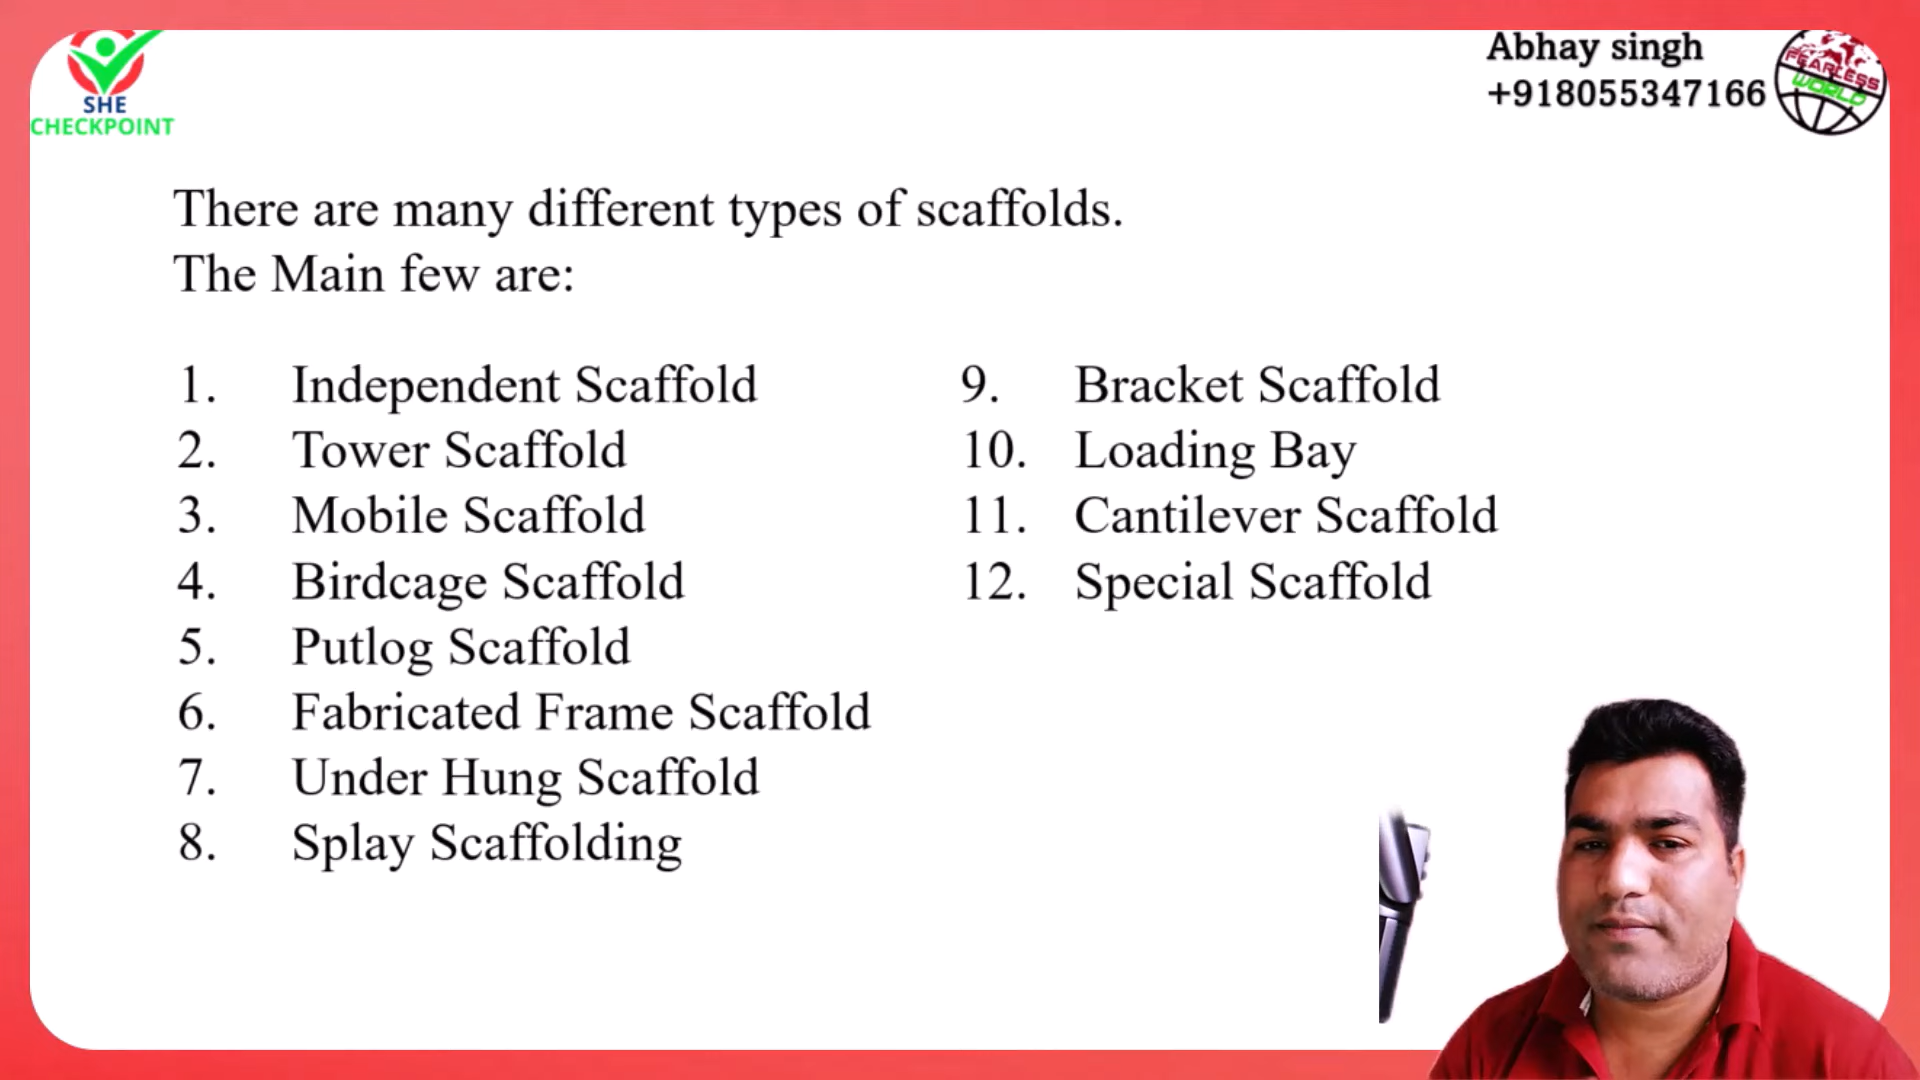 SHE
CHECKPOINT
Abhay singh
+918055347166
FEARLESS
WORLD
There are many different types of scaffolds.
The Main few are:
1. Independent Scaffold
2. Tower Scaffold
3. Mobile Scaffold
4. Birdcage Scaffold
5. Putlog Scaffold
6. Fabricated Frame Scaffold
7. Under Hung Scaffold
8. Splay Scaffolding
9. Bracket Scaffold
10. Loading Bay
11. Cantilever Scaffold
12. Special Scaffold